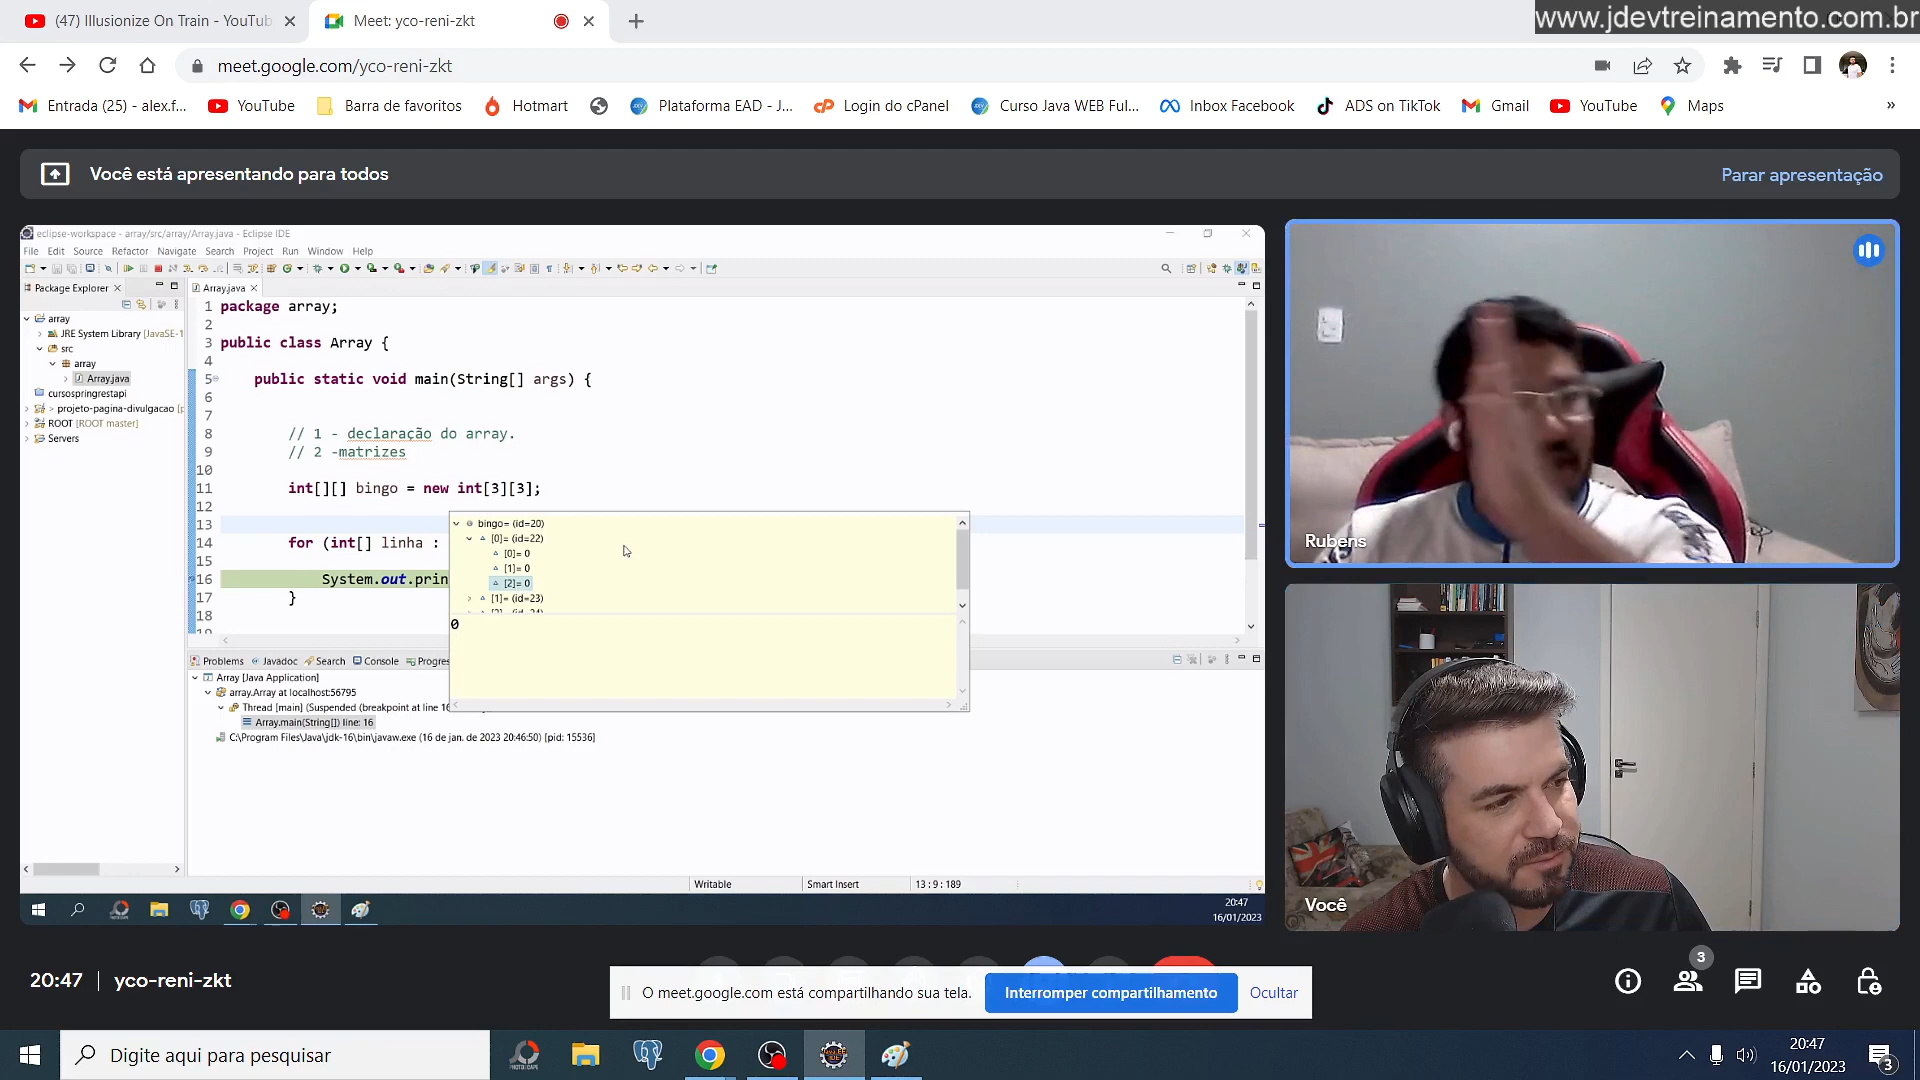 www.jdevtreinamento.com.br
(47) Illusionize On Train - YouTub
Meet: yco-reni-zkt
meet.google.com/yco-reni-zkt
Entrada (25) - alex.f...
YouTube
Barra de favoritos
Hotmart
Plataforma EAD - J...
Login do cPanel
Curso Java WEB Ful...
Inbox Facebook
ADS on TikTok
Gmail
YouTube
Maps
»
Você está apresentando para todos
Parar apresentação
eclipse-workspace - array/src/array/Array.java - Eclipse IDE
File Edit Source Refactor Navigate Search Project Run Window Help
Package Explorer
Array.java
array
JRE System Library [JavaSE-1
src
array
Array.java
cursospringrestapi
> projeto-pagina-divulgacao [p
ROOT [ROOT master]
Servers
1 package array;
2
3 public class Array {
4
5 public static void main(String[] args) {
6
7
8 // 1 - declaração do array.
9 // 2 -matrizes
10
11 int[][] bingo = new int[3][3];
12
13
14 for (int[] linha :
15
16 System.out.prin
17 }
18
19
bingo= (id=20)
[0]= (id=22)
[0]= 0
[1]= 0
[2]= 0
[1]= (id=23)
[2]= (id=24)
0
Problems Javadoc Search Console Progres
Array [Java Application]
array.Array at localhost:56795
Thread [main] (Suspended (breakpoint at line 16
Array.main(String[]) line: 16
C:\Program Files\Java\jdk-16\bin\javaw.exe (16 de jan. de 2023 20:46:50) [pid: 15536]
Writable
Smart Insert
13 : 9 : 189
20:47
16/01/2023
Rubens
Você
20:47 | yco-reni-zkt
O meet.google.com está compartilhando sua tela.
Interromper compartilhamento
Ocultar
3
Digite aqui para pesquisar
PHOTOSCAPE
20:47
16/01/2023
3